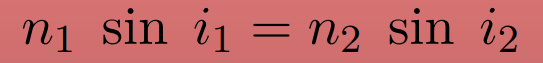 n₁ sin i₁ = n₂ sin i₂